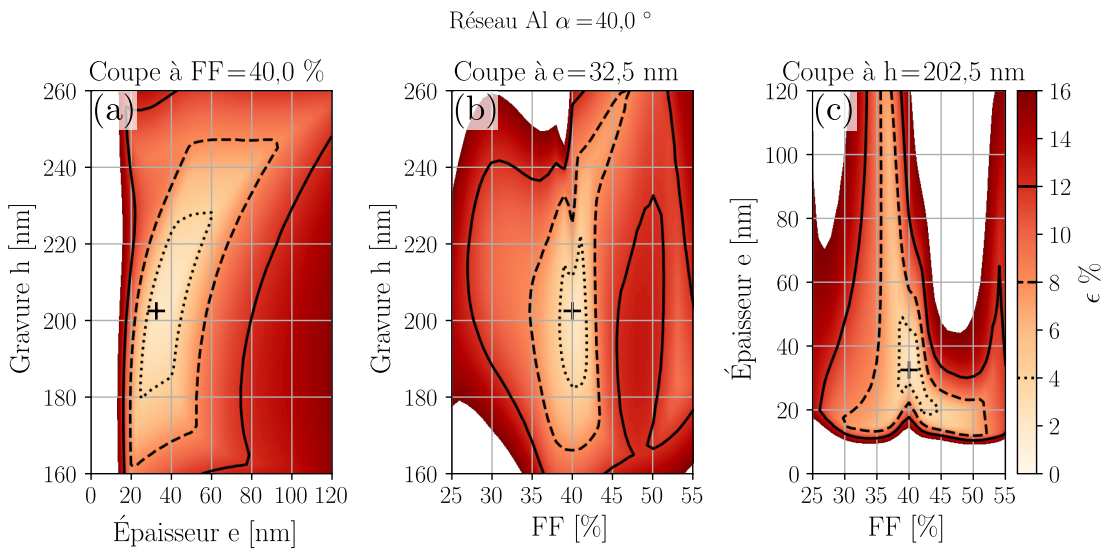 Réseau Al α=40,0 °
Coupe à FF=40,0 %
(a)
260
240
220
200
180
160
Gravure h [nm]
0 20 40 60 80 100 120
Épaisseur e [nm]
Coupe à e=32,5 nm
(b)
260
240
220
200
180
160
Gravure h [nm]
25 30 35 40 45 50 55
FF [%]
Coupe à h=202,5 nm
(c)
120
100
80
60
40
20
0
Épaisseur e [nm]
25 30 35 40 45 50 55
FF [%]
16
14
12
10
8
6
4
2
0
ϵ %